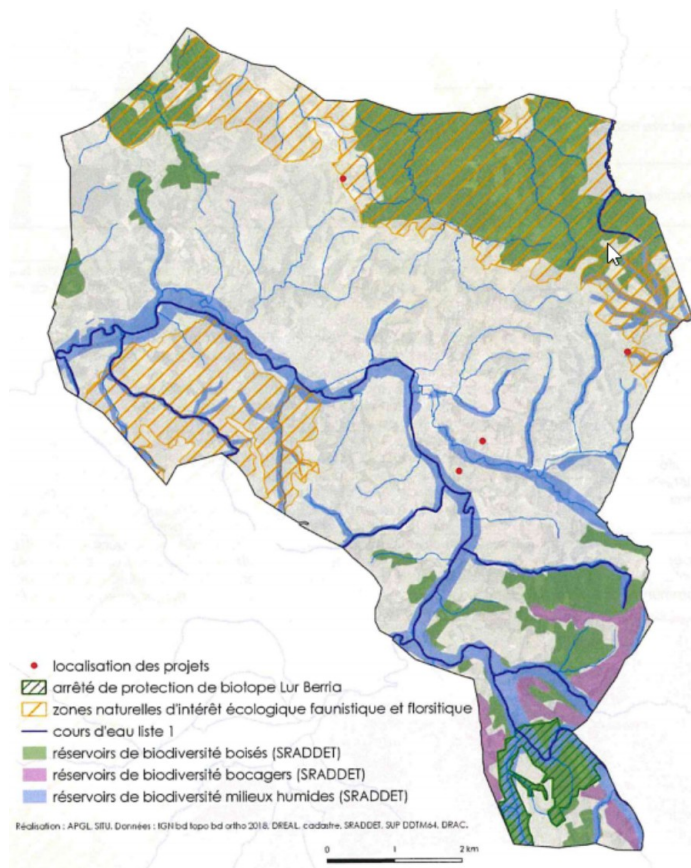 localisation des projets
arrêté de protection de biotope Lur Berria
zones naturelles d'intérêt écologique faunistique et florsitique
cours d'eau liste 1
réservoirs de biodiversité boisés (SRADDET)
réservoirs de biodiversité bocagers (SRADDET)
réservoirs de biodiversité milieux humides (SRADDET)
Réalisation : APGL, SITU. Données : IGN bd topo bd ortho 2018, DREAL, cadastre, SRADDET, SUP DDTM64, DRAC.
0 1 2 km